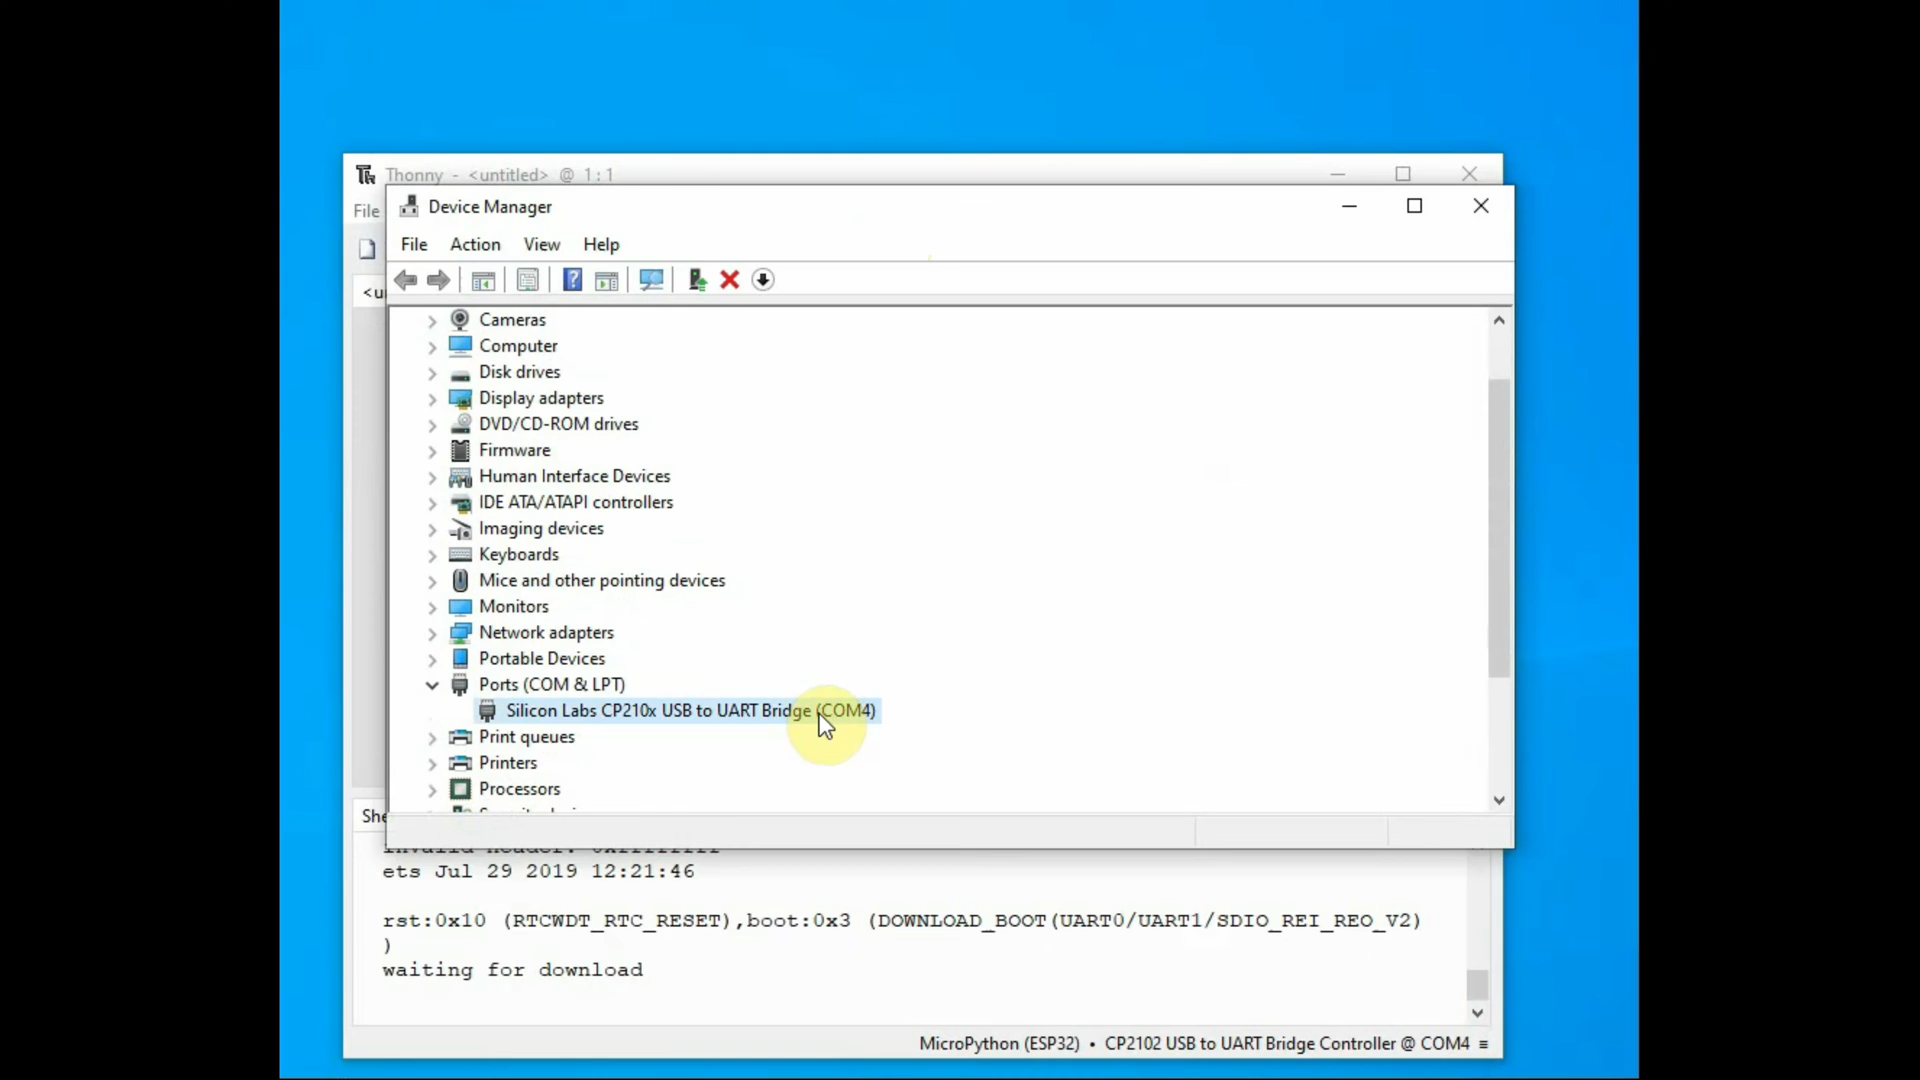 Thonny - <untitled> @ 1:1
File
Device Manager
File Action View Help
<un
Cameras
Computer
Disk drives
Display adapters
DVD/CD-ROM drives
Firmware
Human Interface Devices
IDE ATA/ATAPI controllers
Imaging devices
Keyboards
Mice and other pointing devices
Monitors
Network adapters
Portable Devices
Ports (COM & LPT)
Silicon Labs CP210x USB to UART Bridge (COM4)
Print queues
Printers
Processors
She
ets Jul 29 2019 12:21:46
rst:0x10 (RTCWDT_RTC_RESET),boot:0x3 (DOWNLOAD_BOOT(UART0/UART1/SDIO_REI_REO_V2)
)
waiting for download
MicroPython (ESP32) • CP2102 USB to UART Bridge Controller @ COM4 ≡